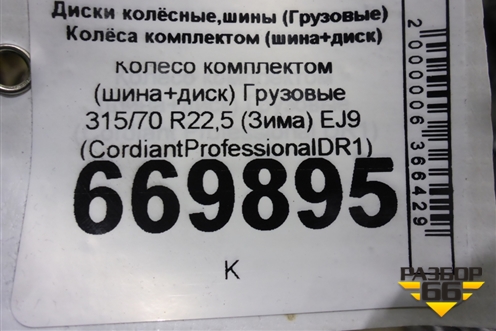 Диски колёсные,шины (Грузовые)
Колёса комплектом (шина+диск)
Колесо комплектом
(шина+диск) Грузовые
315/70 R22,5 (Зима) EJ9
(CordiantProfessionalDR1)
669895
К
2000006366429
РАЗБОР
66